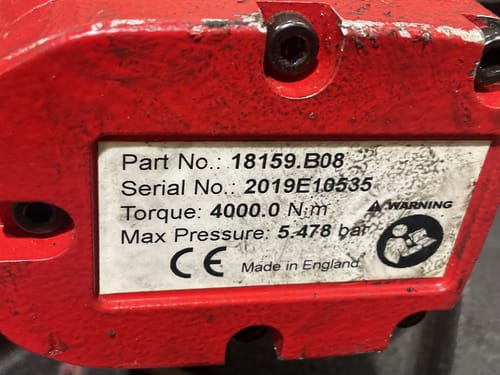 Part No.: 18159.B08
Serial No.: 2019E10535
Torque: 4000.0 N·m
WARNING
Max Pressure: 5.478 bar
CE Made in England